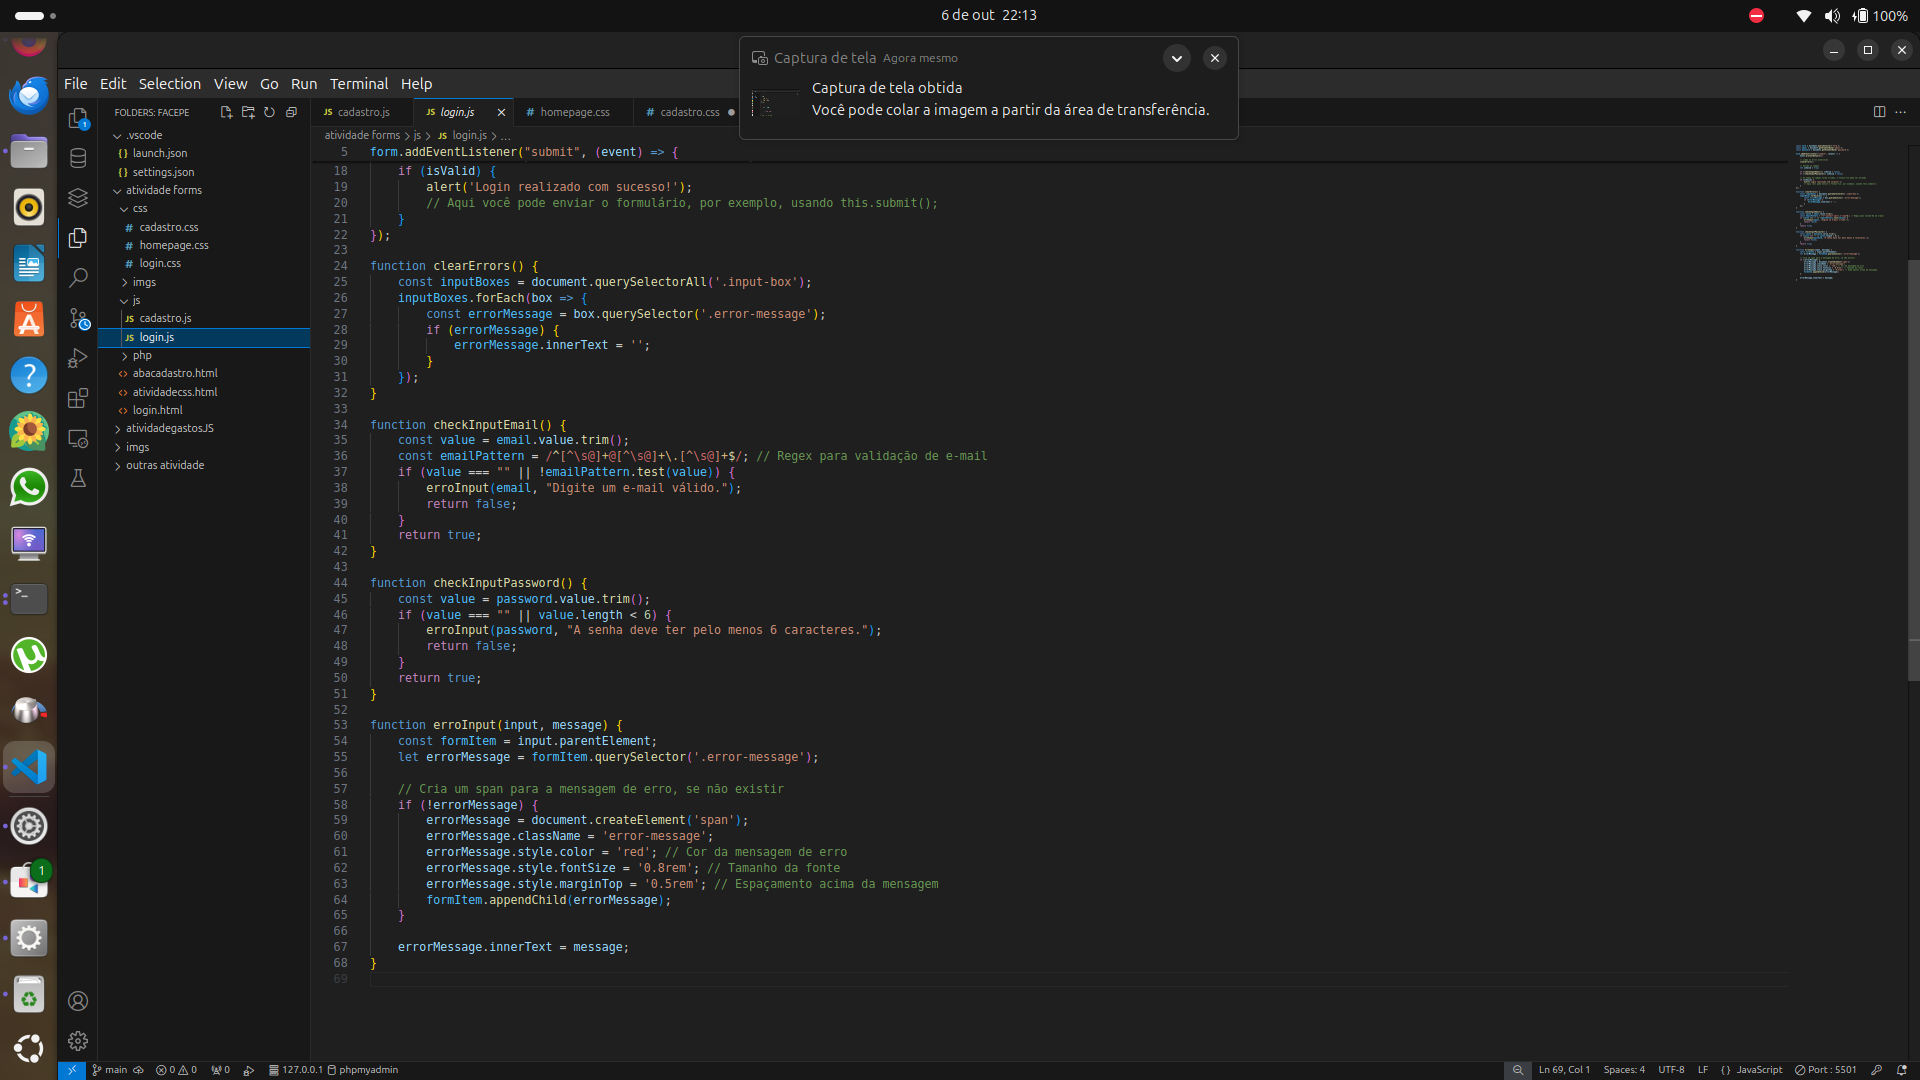 6 de out 22:13
100%
Captura de tela Agora mesmo
Captura de tela obtida
Você pode colar a imagem a partir da área de transferência.
File Edit Selection View Go Run Terminal Help
FOLDERS: FACEPE
.vscode
launch.json
settings.json
atividade forms
css
cadastro.css
homepage.css
login.css
imgs
js
cadastro.js
login.js
php
abacadastro.html
atividadecss.html
login.html
atividadegastosJS
imgs
outras atividade
JS cadastro.js
JS login.js
# homepage.css
# cadastro.css
atividade forms > js > JS login.js > ...
5 form.addEventListener("submit", (event) => {
18 if (isValid) {
19 alert('Login realizado com sucesso!');
20 // Aqui você pode enviar o formulário, por exemplo, usando this.submit();
21 }
22 });
23
24 function clearErrors() {
25 const inputBoxes = document.querySelectorAll('.input-box');
26 inputBoxes.forEach(box => {
27 const errorMessage = box.querySelector('.error-message');
28 if (errorMessage) {
29 errorMessage.innerText = '';
30 }
31 });
32 }
33
34 function checkInputEmail() {
35 const value = email.value.trim();
36 const emailPattern = /^[^\s@]+@[^\s@]+\.[^\s@]+$/; // Regex para validação de e-mail
37 if (value === "" || !emailPattern.test(value)) {
38 erroInput(email, "Digite um e-mail válido.");
39 return false;
40 }
41 return true;
42 }
43
44 function checkInputPassword() {
45 const value = password.value.trim();
46 if (value === "" || value.length < 6) {
47 erroInput(password, "A senha deve ter pelo menos 6 caracteres.");
48 return false;
49 }
50 return true;
51 }
52
53 function erroInput(input, message) {
54 const formItem = input.parentElement;
55 let errorMessage = formItem.querySelector('.error-message');
56
57 // Cria um span para a mensagem de erro, se não existir
58 if (!errorMessage) {
59 errorMessage = document.createElement('span');
60 errorMessage.className = 'error-message';
61 errorMessage.style.color = 'red'; // Cor da mensagem de erro
62 errorMessage.style.fontSize = '0.8rem'; // Tamanho da fonte
63 errorMessage.style.marginTop = '0.5rem'; // Espaçamento acima da mensagem
64 formItem.appendChild(errorMessage);
65 }
66
67 errorMessage.innerText = message;
68 }
69
main 0 0 0 127.0.0.1 phpmyadmin
Ln 69, Col 1 Spaces: 4 UTF-8 LF {} JavaScript Port : 5501